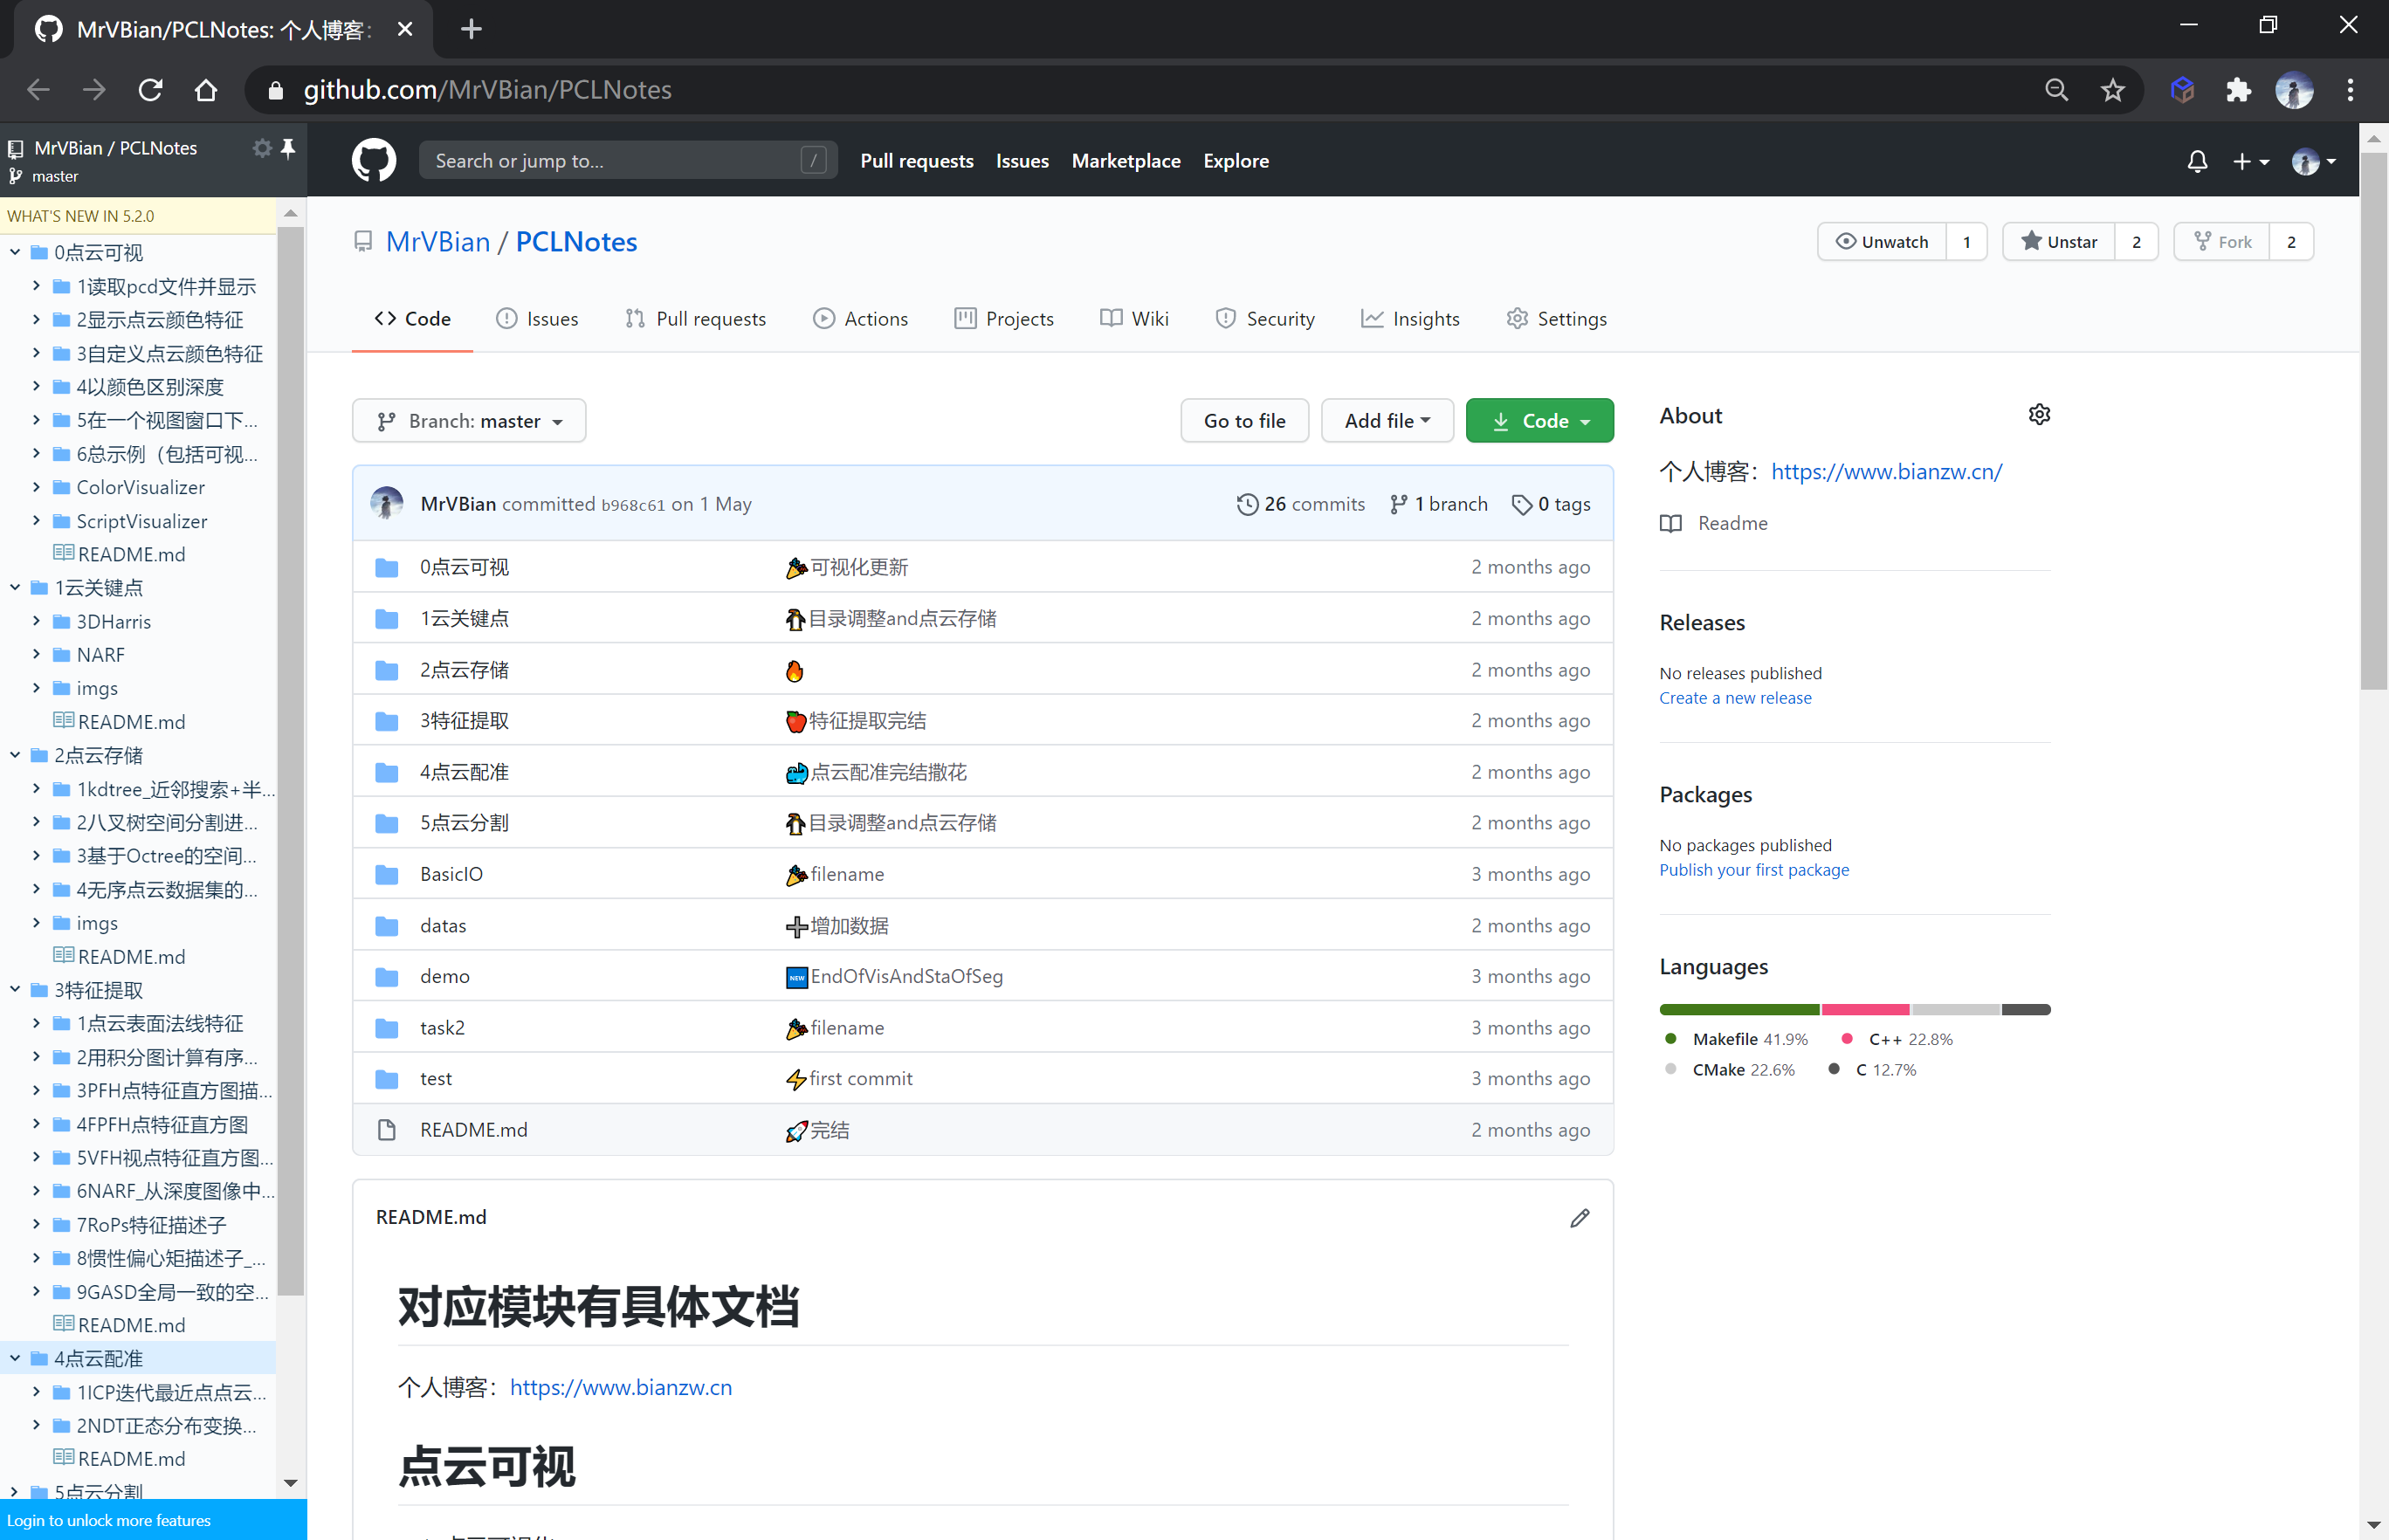 MrVBian/PCLNotes: 个人博客:
github.com/MrVBian/PCLNotes
MrVBian / PCLNotes
master
WHAT'S NEW IN 5.2.0
0点云可视
1读取pcd文件并显示
2显示点云颜色特征
3自定义点云颜色特征
4以颜色区别深度
5在一个视图窗口下...
6总示例（包括可视...
ColorVisualizer
ScriptVisualizer
README.md
1云关键点
3DHarris
NARF
imgs
README.md
2点云存储
1kdtree_近邻搜索+半...
2八叉树空间分割进...
3基于Octree的空间...
4无序点云数据集的...
imgs
README.md
3特征提取
1点云表面法线特征
2用积分图计算有序...
3PFH点特征直方图描...
4FPFH点特征直方图
5VFH视点特征直方图...
6NARF_从深度图像中...
7RoPs特征描述子
8惯性偏心矩描述子_...
9GASD全局一致的空...
README.md
4点云配准
1ICP迭代最近点点云...
2NDT正态分布变换...
README.md
5点云分割
Login to unlock more features
Search or jump to... /
Pull requests Issues Marketplace Explore
MrVBian / PCLNotes
Unwatch 1 Unstar 2 Fork 2
Code Issues Pull requests Actions Projects Wiki Security Insights Settings
Branch: master Go to file Add file Code
MrVBian committed b968c61 on 1 May 26 commits 1 branch 0 tags
0点云可视 可视化更新 2 months ago
1云关键点 目录调整and点云存储 2 months ago
2点云存储 2 months ago
3特征提取 特征提取完结 2 months ago
4点云配准 点云配准完结撒花 2 months ago
5点云分割 目录调整and点云存储 2 months ago
BasicIO filename 3 months ago
datas 增加数据 2 months ago
demo NEW EndOfVisAndStaOfSeg 3 months ago
task2 filename 3 months ago
test first commit 3 months ago
README.md 完结 2 months ago
README.md
对应模块有具体文档
个人博客：https://www.bianzw.cn
点云可视
About
个人博客：https://www.bianzw.cn/
Readme
Releases
No releases published
Create a new release
Packages
No packages published
Publish your first package
Languages
Makefile 41.9% C++ 22.8%
CMake 22.6% C 12.7%